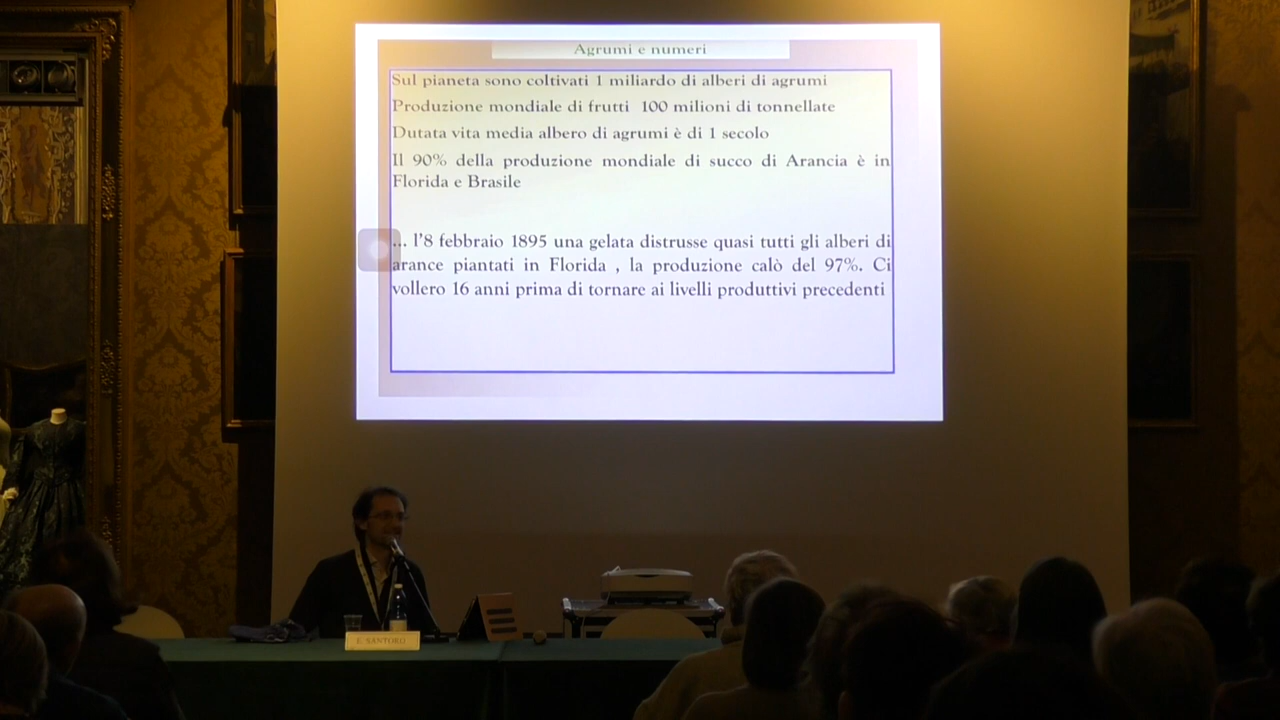 Agrumi e numeri
Sul pianeta sono coltivati 1 miliardo di alberi di agrumi
Produzione mondiale di frutti 100 milioni di tonnellate
Dutata vita media albero di agrumi è di 1 secolo
Il 90% della produzione mondiale di succo di Arancia è in
Florida e Brasile
... l'8 febbraio 1895 una gelata distrusse quasi tutti gli alberi di
arance piantati in Florida , la produzione calò del 97%. Ci
vollero 16 anni prima di tornare ai livelli produttivi precedenti
E. SANTORO